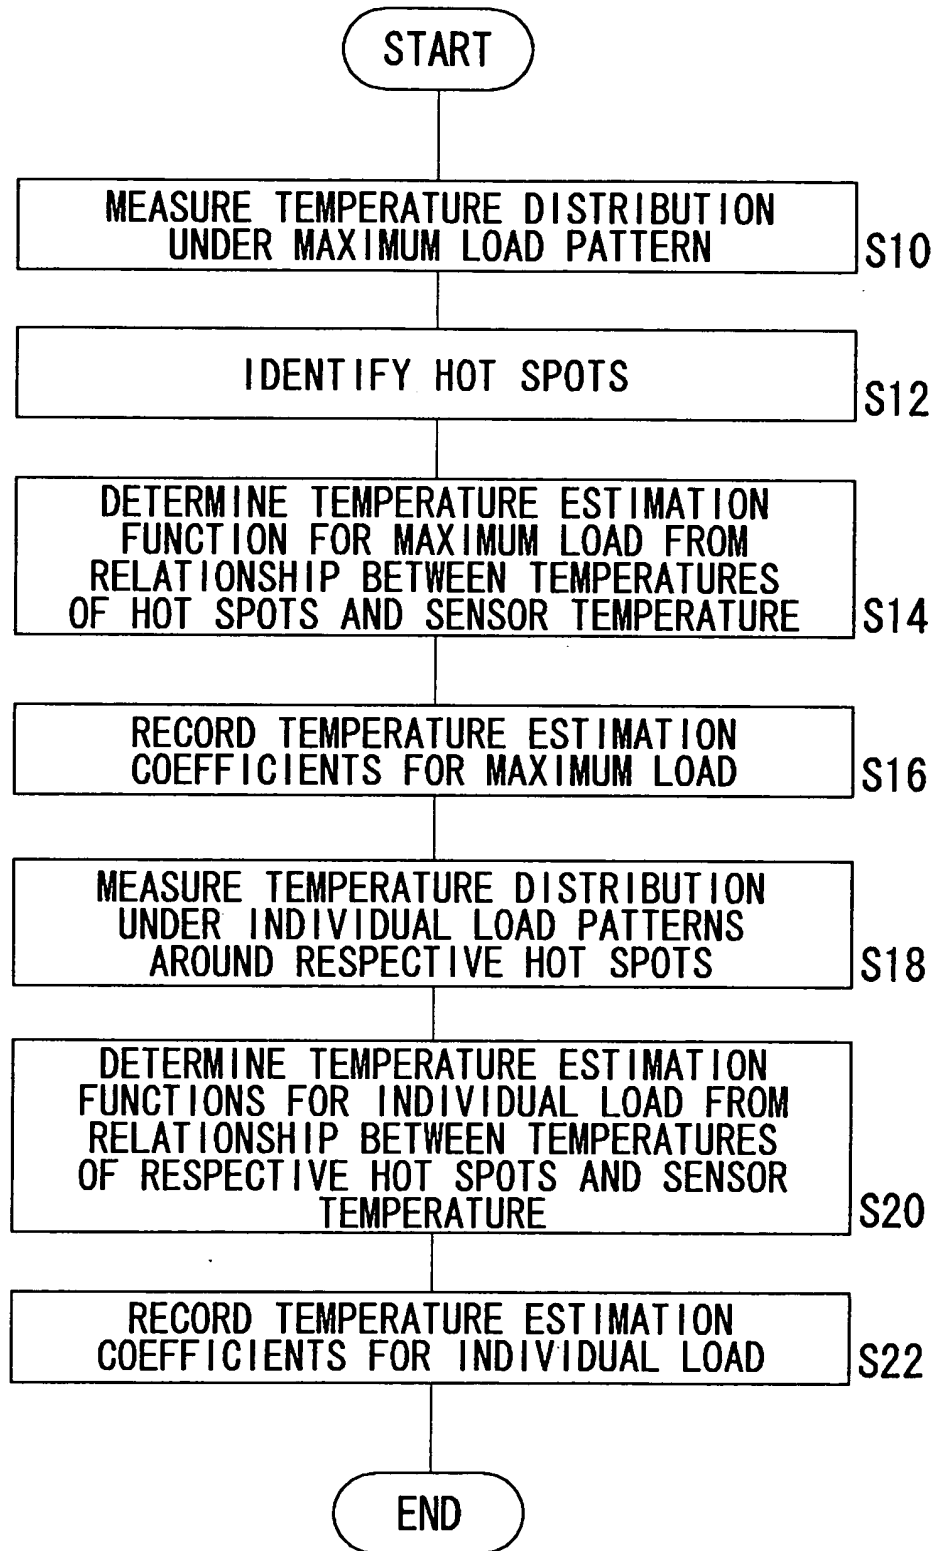 START
MEASURE TEMPERATURE DISTRIBUTION
UNDER MAXIMUM LOAD PATTERN
S10
IDENTIFY HOT SPOTS
S12
DETERMINE TEMPERATURE ESTIMATION
FUNCTION FOR MAXIMUM LOAD FROM
RELATIONSHIP BETWEEN TEMPERATURES
OF HOT SPOTS AND SENSOR TEMPERATURE
S14
RECORD TEMPERATURE ESTIMATION
COEFFICIENTS FOR MAXIMUM LOAD
S16
MEASURE TEMPERATURE DISTRIBUTION
UNDER INDIVIDUAL LOAD PATTERNS
AROUND RESPECTIVE HOT SPOTS
S18
DETERMINE TEMPERATURE ESTIMATION
FUNCTIONS FOR INDIVIDUAL LOAD FROM
RELATIONSHIP BETWEEN TEMPERATURES
OF RESPECTIVE HOT SPOTS AND SENSOR
TEMPERATURE
S20
RECORD TEMPERATURE ESTIMATION
COEFFICIENTS FOR INDIVIDUAL LOAD
S22
END